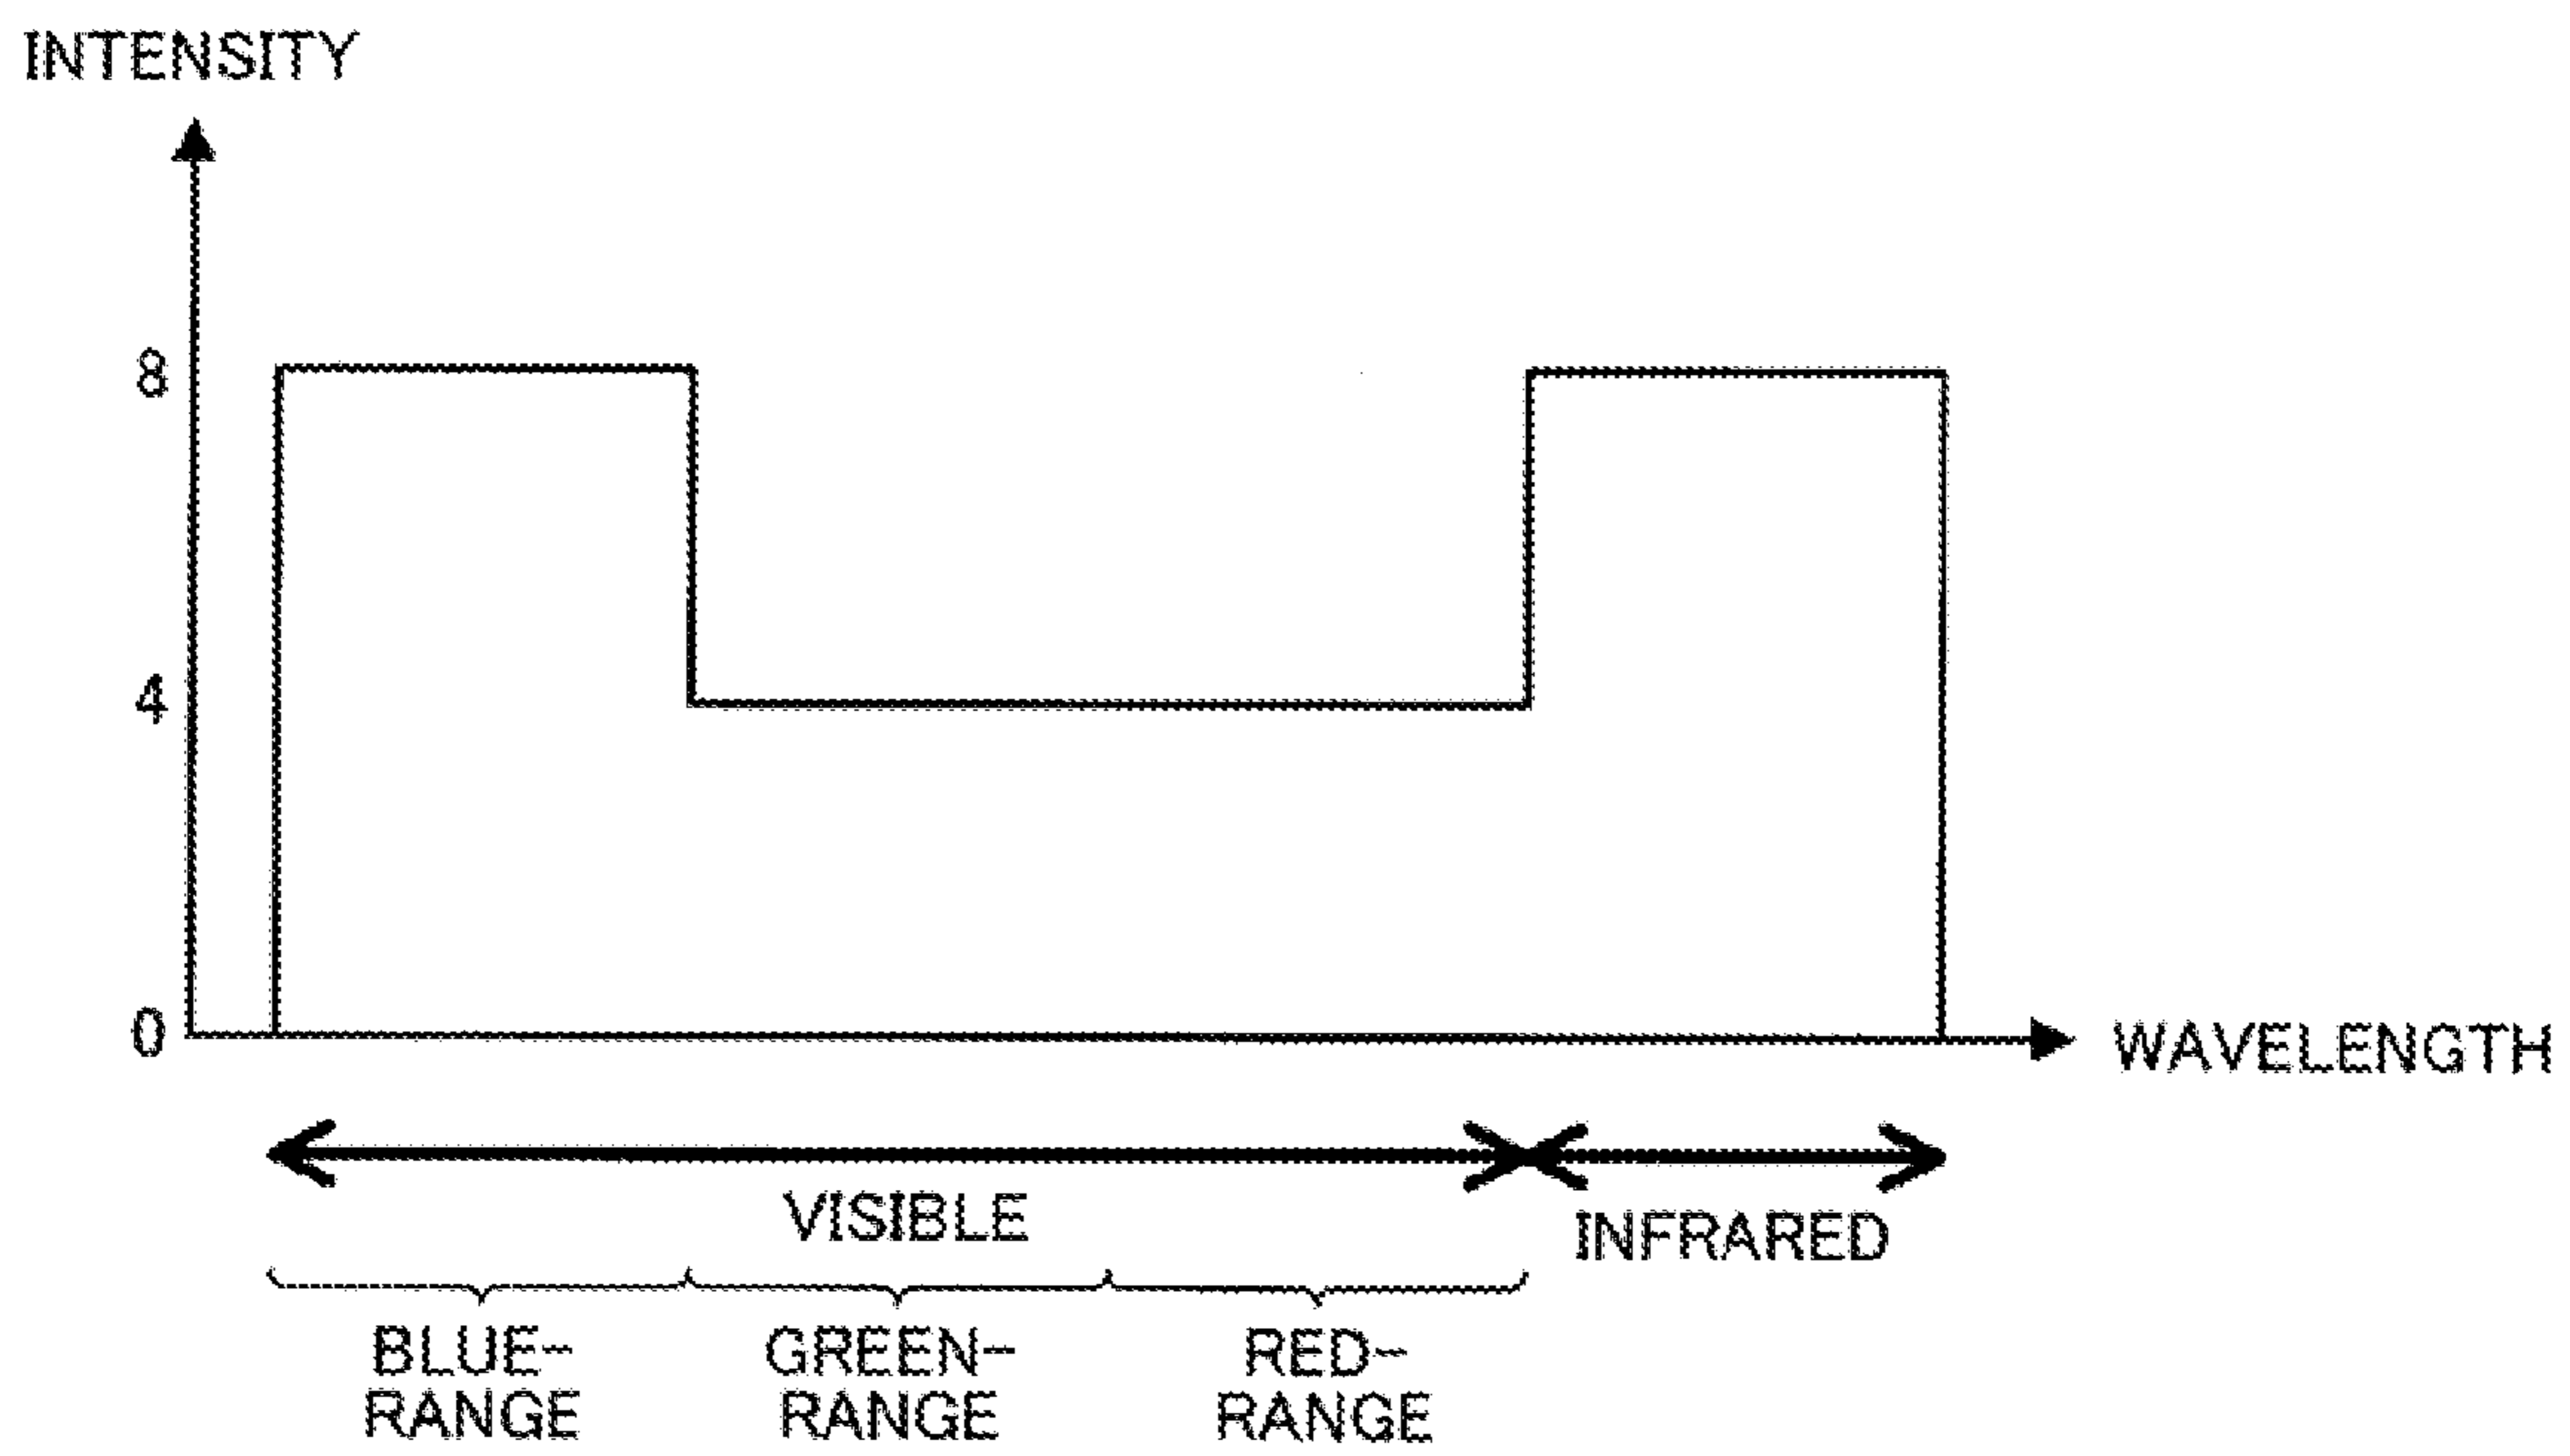 INTENSITY
8
4
0
WAVELENGTH
VISIBLE
INFRARED
BLUE-
RANGE
GREEN-
RANGE
RED-
RANGE